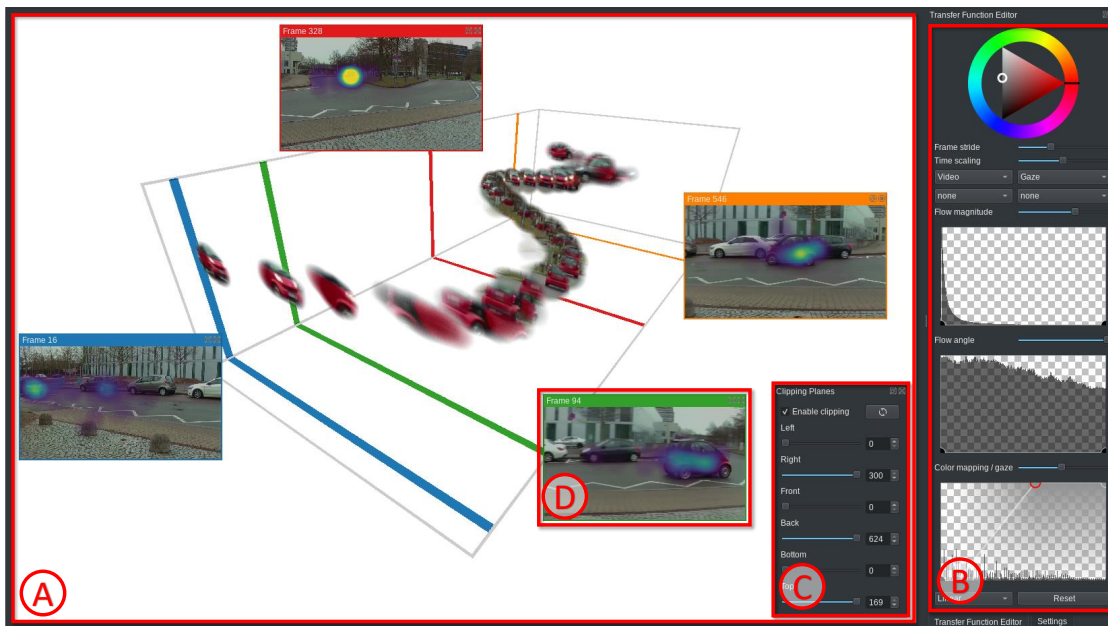 Transfer Function Editor
Frame 328
Frame stride
Time scaling
Video Gaze
none none
Flow magnitude
Frame 546
Flow angle
Frame 16
Frame 94
Clipping Planes
Enable clipping
Left
0
Right
300
Front
0
Back
624
Bottom
0
Top
169
Color mapping / gaze
Linear Reset
Transfer Function Editor Settings
A
B
C
D